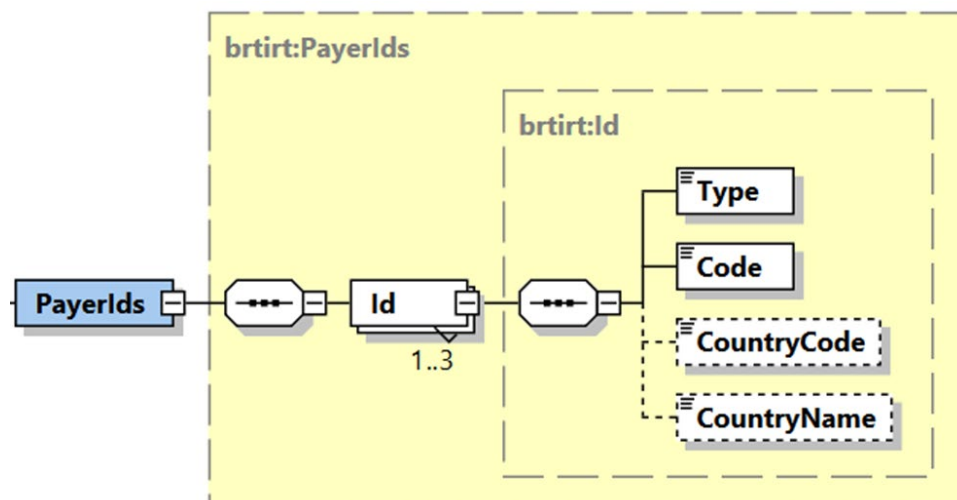 brtirt:PayerIds
brtirt:Id
Type
Code
PayerIds
Id
1..3
CountryCode
CountryName